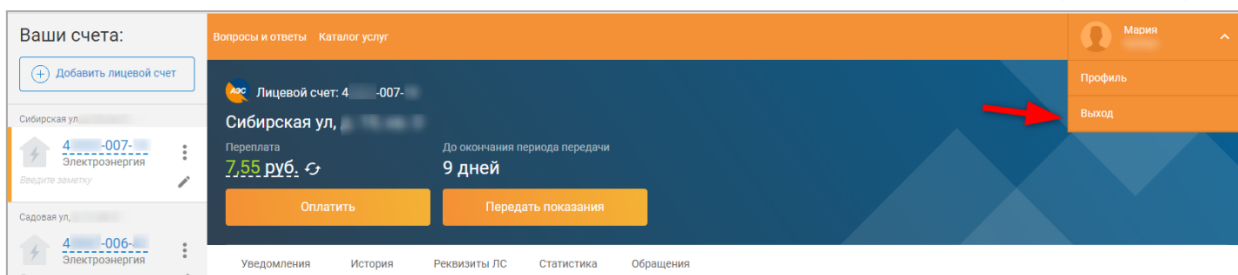 Ваши счета:
Добавить лицевой счет
Сибирская ул,
4 -007-
Электроэнергия
Введите заметку
Садовая ул,
4 -006-
Электроэнергия
Вопросы и ответы Каталог услуг
Мария
Профиль
Выход
АЭС Лицевой счет: 4 -007-
Сибирская ул,
Переплата
7,55 руб.
До окончания периода передачи
9 дней
Оплатить
Передать показания
Уведомления История Реквизиты ЛС Статистика Обращения